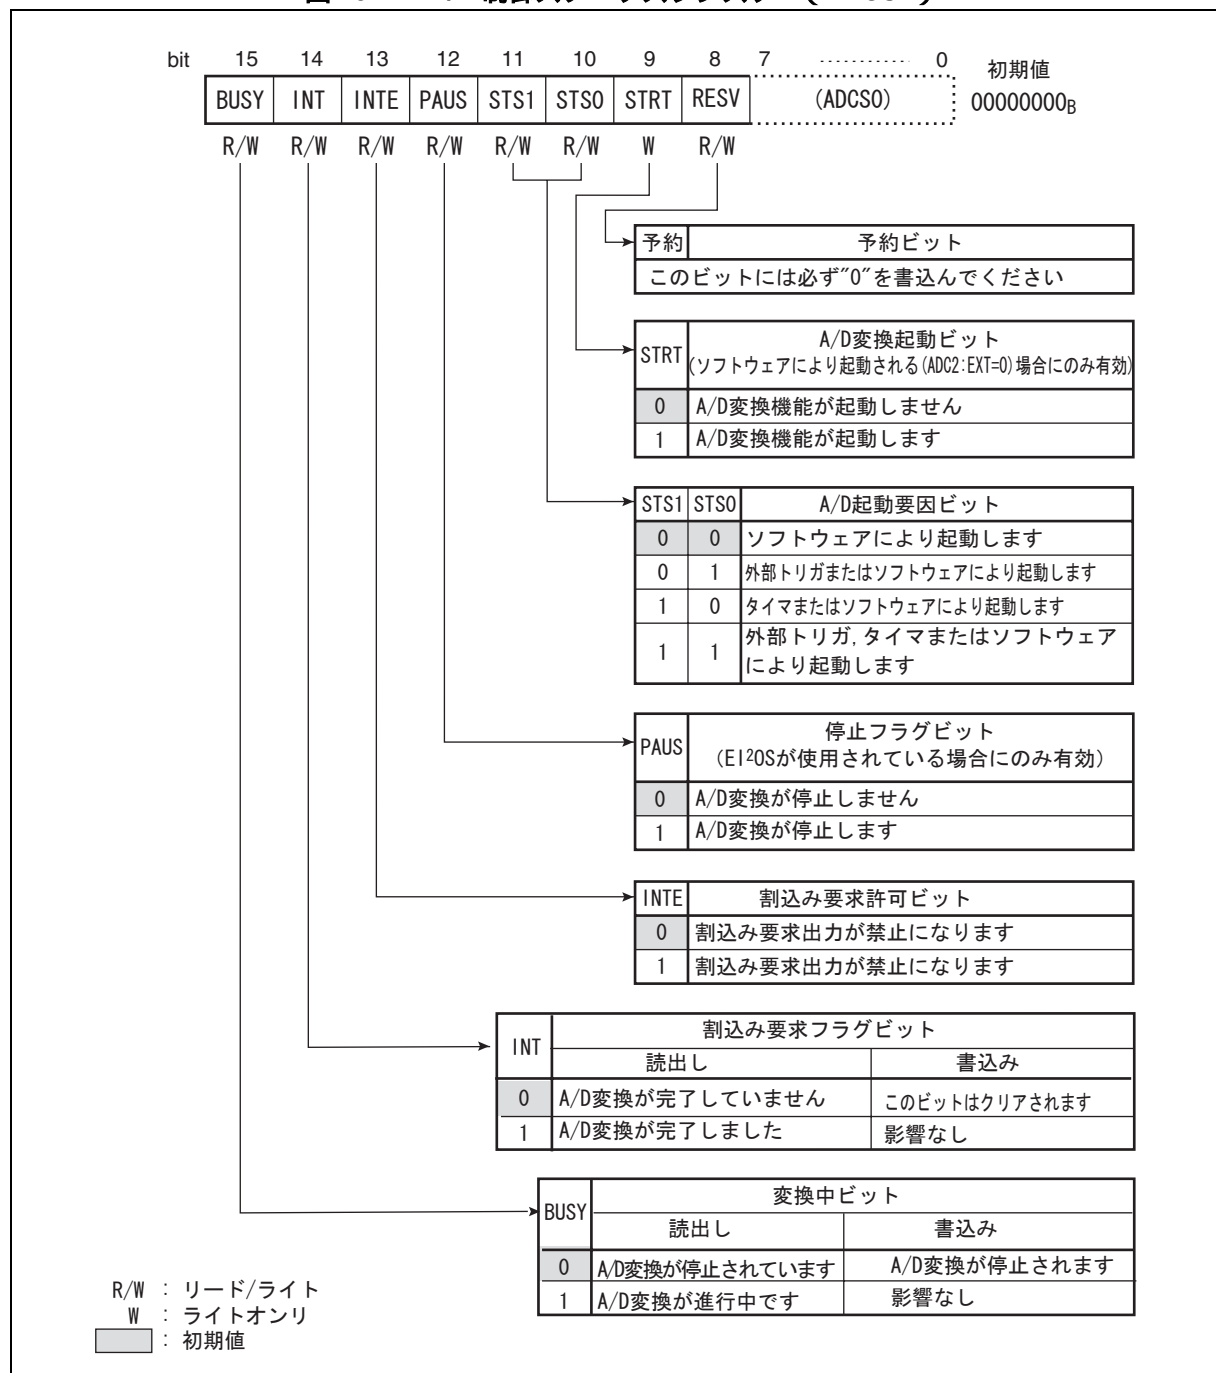 bit 15 14 13 12 11 10 9 8 7 ........... 0 初期値
BUSY INT INTE PAUS STS1 STS0 STRT RESV (ADCS0) 00000000B
R/W R/W R/W R/W R/W R/W W R/W
予約 予約ビット
このビットには必ず"0"を書込んでください
STRT A/D変換起動ビット
(ソフトウェアにより起動される(ADC2:EXT=0)場合にのみ有効)
0 A/D変換機能が起動しません
1 A/D変換機能が起動します
STS1 STS0 A/D起動要因ビット
0 0 ソフトウェアにより起動します
0 1 外部トリガまたはソフトウェアにより起動します
1 0 タイマまたはソフトウェアにより起動します
1 1 外部トリガ,タイマまたはソフトウェア
により起動します
PAUS 停止フラグビット
(EI²OSが使用されている場合にのみ有効)
0 A/D変換が停止しません
1 A/D変換が停止します
INTE 割込み要求許可ビット
0 割込み要求出力が禁止になります
1 割込み要求出力が禁止になります
INT 割込み要求フラグビット
読出し 書込み
0 A/D変換が完了していません このビットはクリアされます
1 A/D変換が完了しました 影響なし
BUSY 変換中ビット
読出し 書込み
0 A/D変換が停止されています A/D変換が停止されます
1 A/D変換が進行中です 影響なし
R/W : リード/ライト
W : ライトオンリ
: 初期値